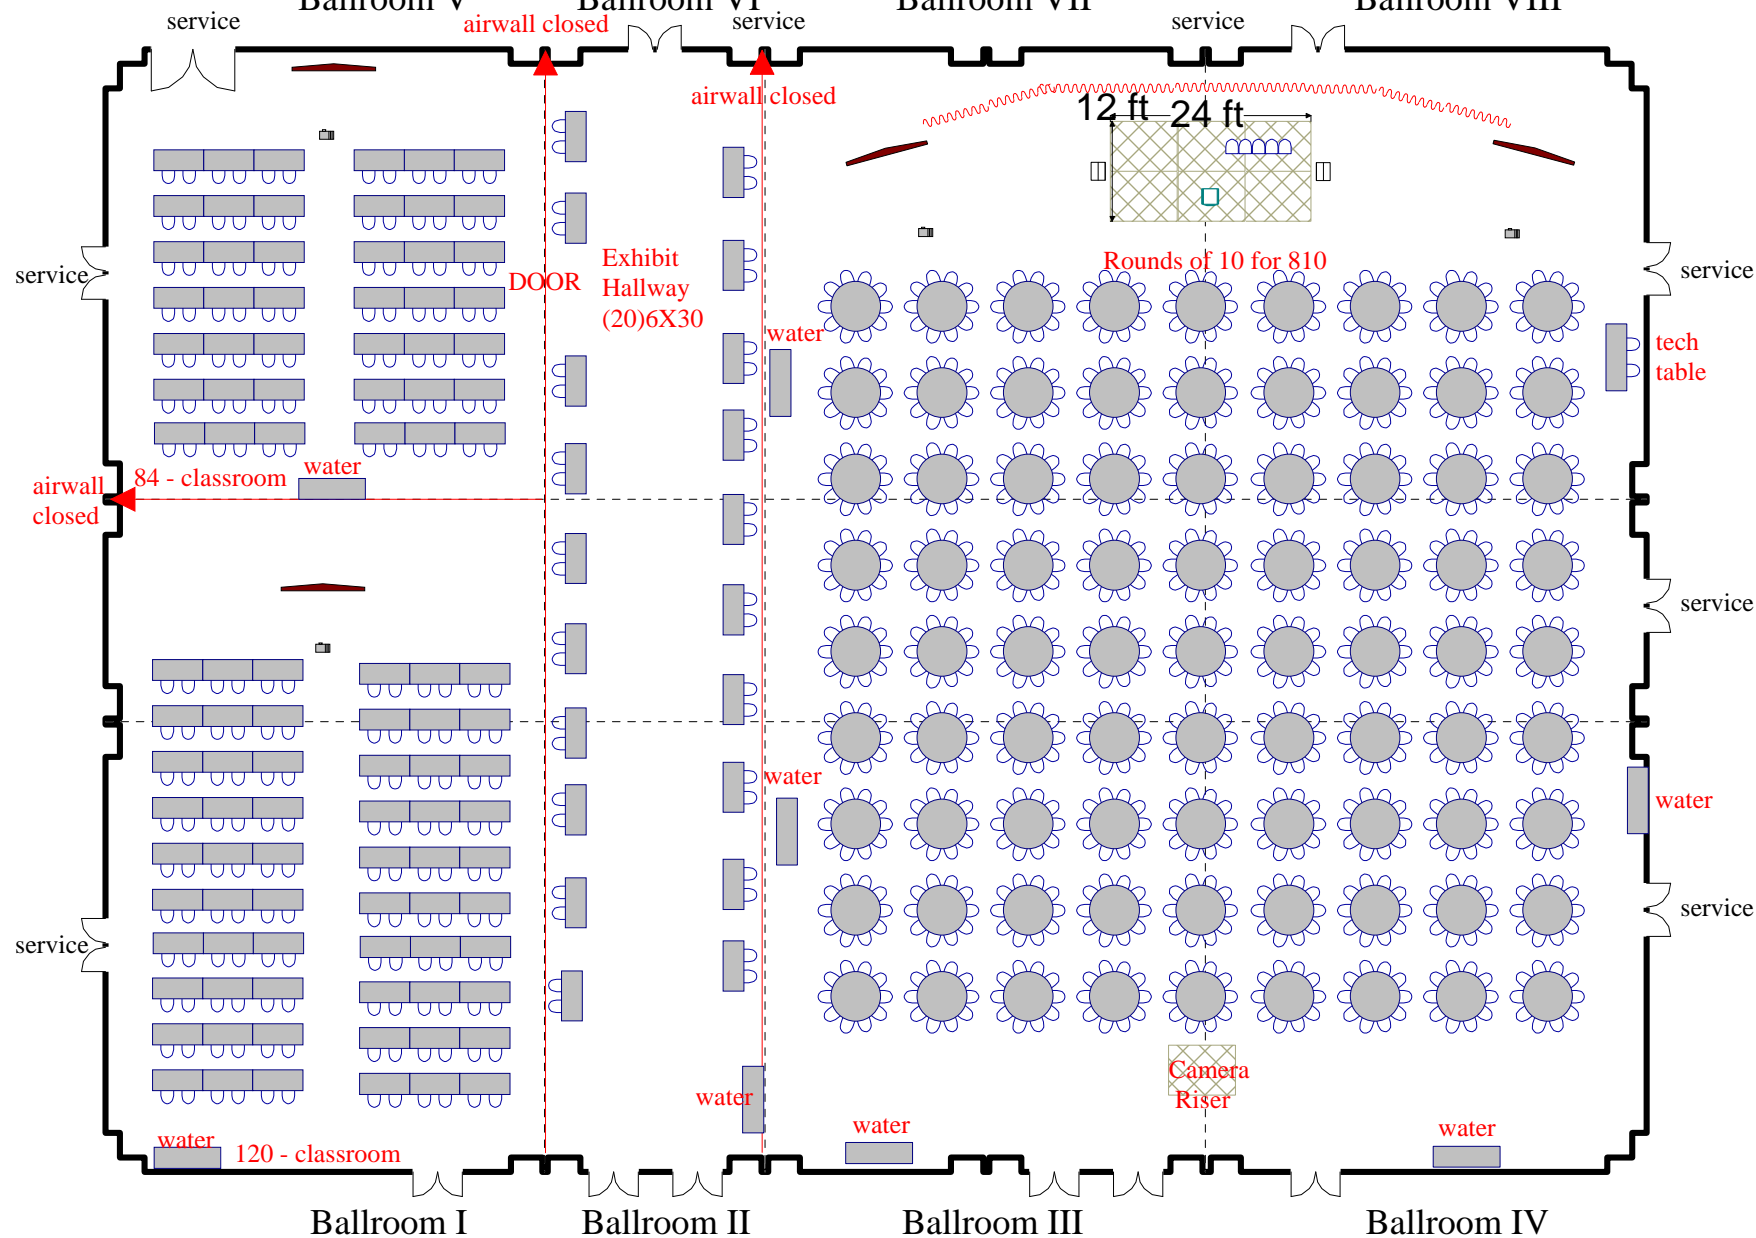 Ballroom V
Ballroom VI
Ballroom VII
Ballroom VIII
service
airwall closed
service
service
airwall closed
12 ft
24 ft
service
DOOR
Exhibit
Hallway
(20)6X30
Rounds of 10 for 810
service
water
tech
table
airwall
closed
84 - classroom
water
service
water
water
service
service
water
Camera
Riser
water
water
water
120 - classroom
Ballroom I
Ballroom II
Ballroom III
Ballroom IV